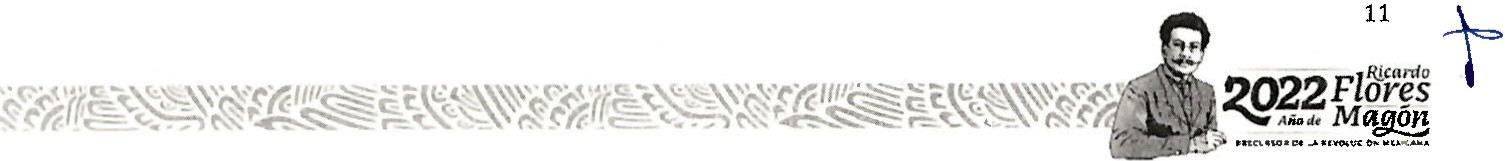 11
2022 Ricardo
Año de Flores
Magón
PRECURSOR DE LA REVOLUCIÓN MEXICANA